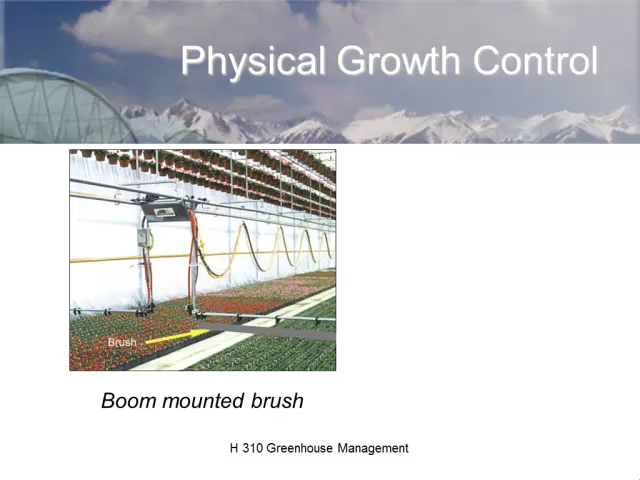 Physical Growth Control
Brush
Boom mounted brush
H 310 Greenhouse Management